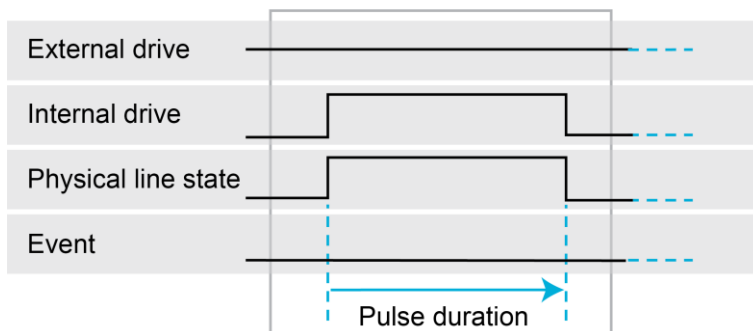 External drive
Internal drive
Physical line state
Event
Pulse duration